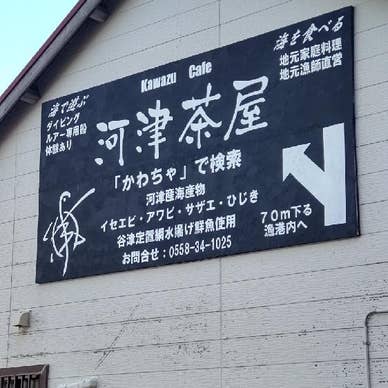 Kawazu Cafe
海で遊ぶ
ダイビング
ルアー専用船
体験あり
河津茶屋
海を食べる
地元家庭料理
地元漁師直営
「かわちゃ」で検索
河津産海産物
イセエビ・アワビ・サザエ・ひじき
谷津定置網水揚げ鮮魚使用
お問合せ:0558-34-1025
70m下る
漁港内へ